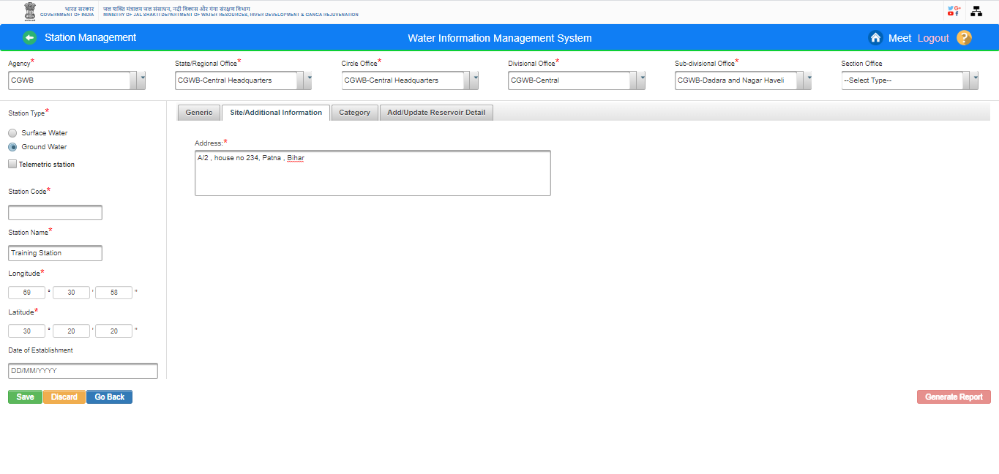 भारत सरकार
GOVERNMENT OF INDIA
जल शक्ति मंत्रालय जल संसाधन, नदी विकास और गंगा संरक्षण विभाग
MINISTRY OF JAL SHAKTI DEPARTMENT OF WATER RESOURCES, RIVER DEVELOPMENT & GANGA REJUVENATION
Station Management
Water Information Management System
Meet Logout ?
Agency* State/Regional Office* Circle Office* Divisional Office* Sub-divisional Office* Section Office
CGWB CGWB-Central Headquarters CGWB-Central Headquarters CGWB-Central CGWB-Dadara and Nagar Haveli --Select Type--
Station Type*
Surface Water
Ground Water
Telemetric station
Station Code*
Station Name*
Training Station
Longitude*
69 ° 30 ' 58 "
Latitude*
30 ° 20 ' 20 "
Date of Establishment
DD/MM/YYYY
Generic Site/Additional Information Category Add/Update Reservoir Detail
Address:*
A/2 , house no 234, Patna , Bihar
Save Discard Go Back Generate Report